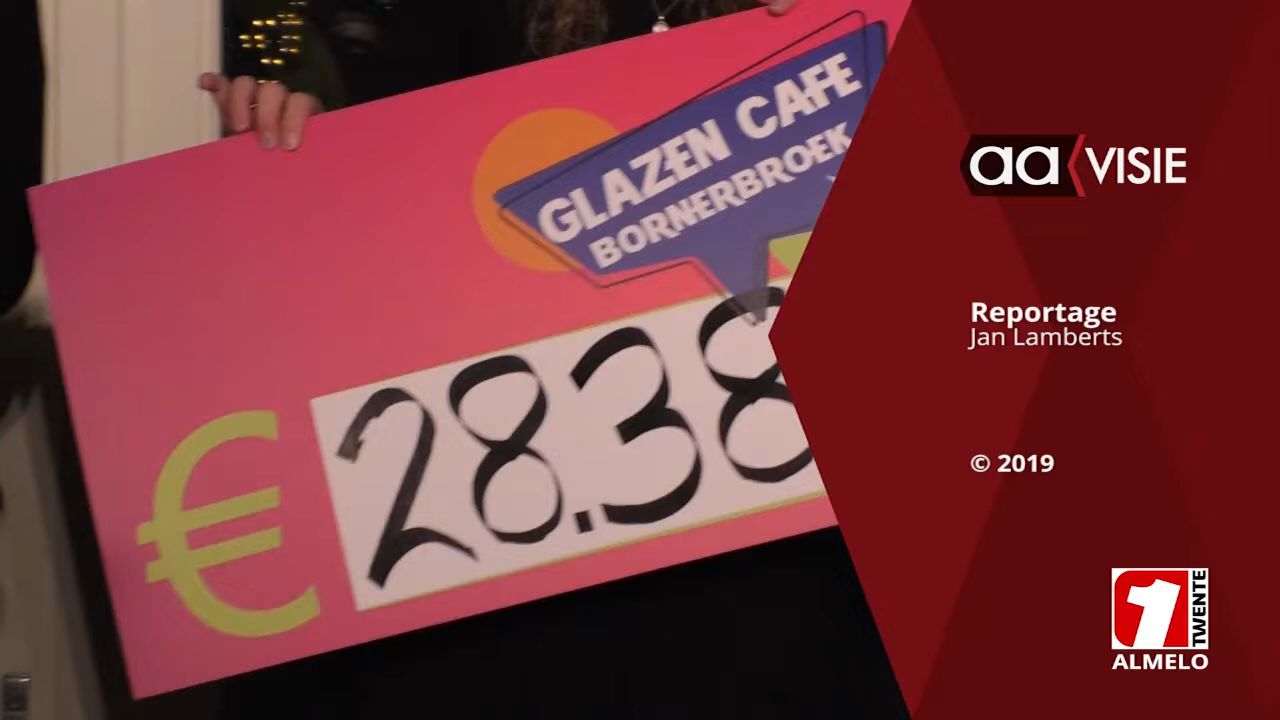 GLAZEN CAFE
BORNERBROEK
€ 28.38
aa VISIE
Reportage
Jan Lamberts
© 2019
1 TWENTE
ALMELO